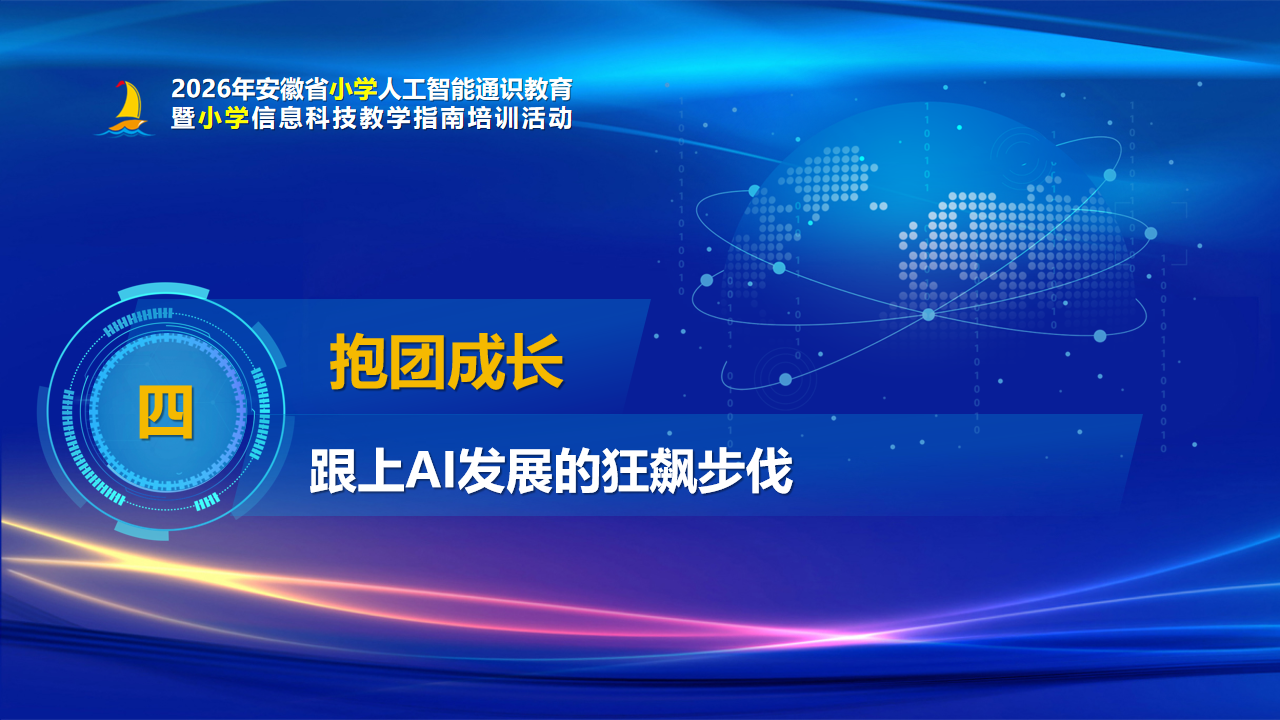 2026年安徽省小学人工智能通识教育
暨小学信息科技教学指南培训活动
四
抱团成长
跟上AI发展的狂飙步伐